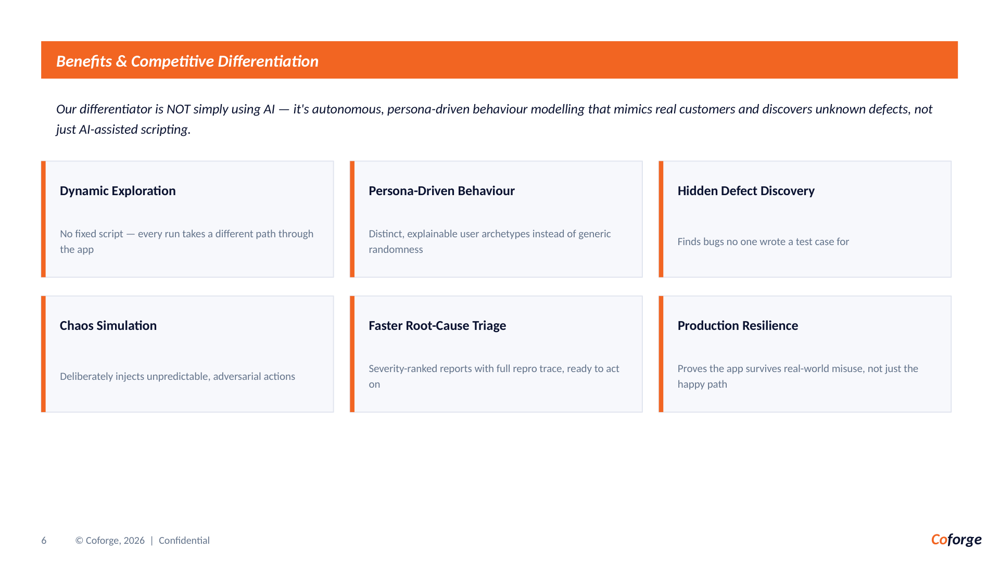 Benefits & Competitive Differentiation
Our differentiator is NOT simply using AI — it's autonomous, persona-driven behaviour modelling that mimics real customers and discovers unknown defects, not
just AI-assisted scripting.
Dynamic Exploration
No fixed script — every run takes a different path through
the app
Persona-Driven Behaviour
Distinct, explainable user archetypes instead of generic
randomness
Hidden Defect Discovery
Finds bugs no one wrote a test case for
Chaos Simulation
Deliberately injects unpredictable, adversarial actions
Faster Root-Cause Triage
Severity-ranked reports with full repro trace, ready to act
on
Production Resilience
Proves the app survives real-world misuse, not just the
happy path
6
© Coforge, 2026 | Confidential
Coforge